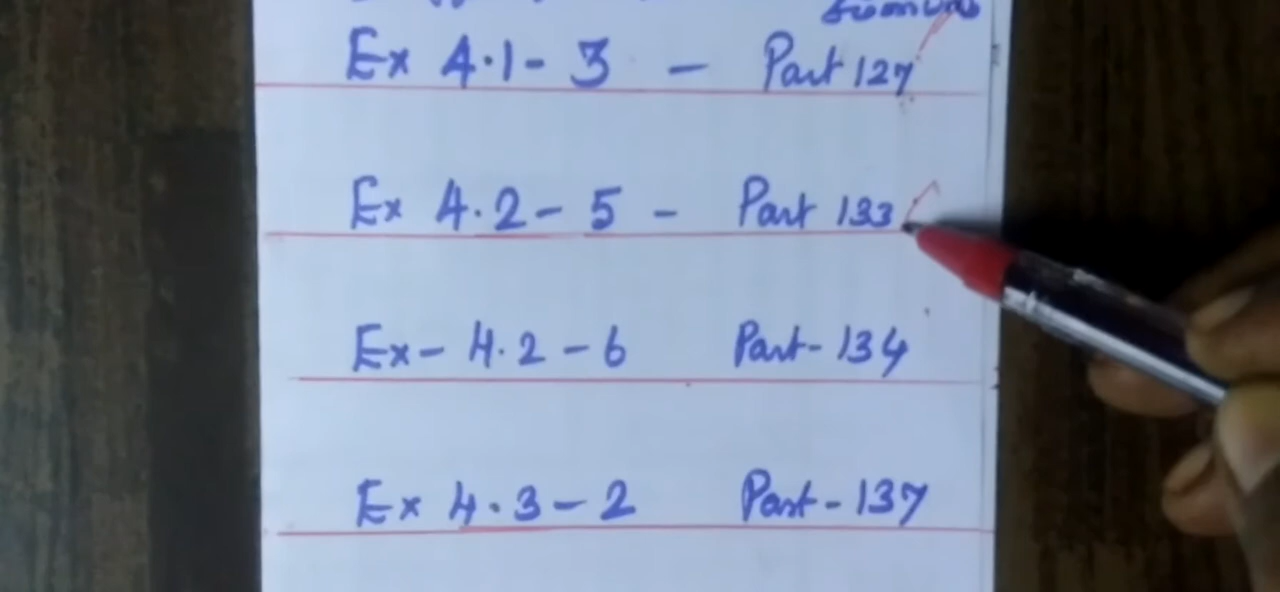 Ex 4.1 - 3 - Part 127
Ex 4.2 - 5 - Part 133
Ex - 4.2 - 6 Part - 134
Ex 4.3 - 2 Part - 137